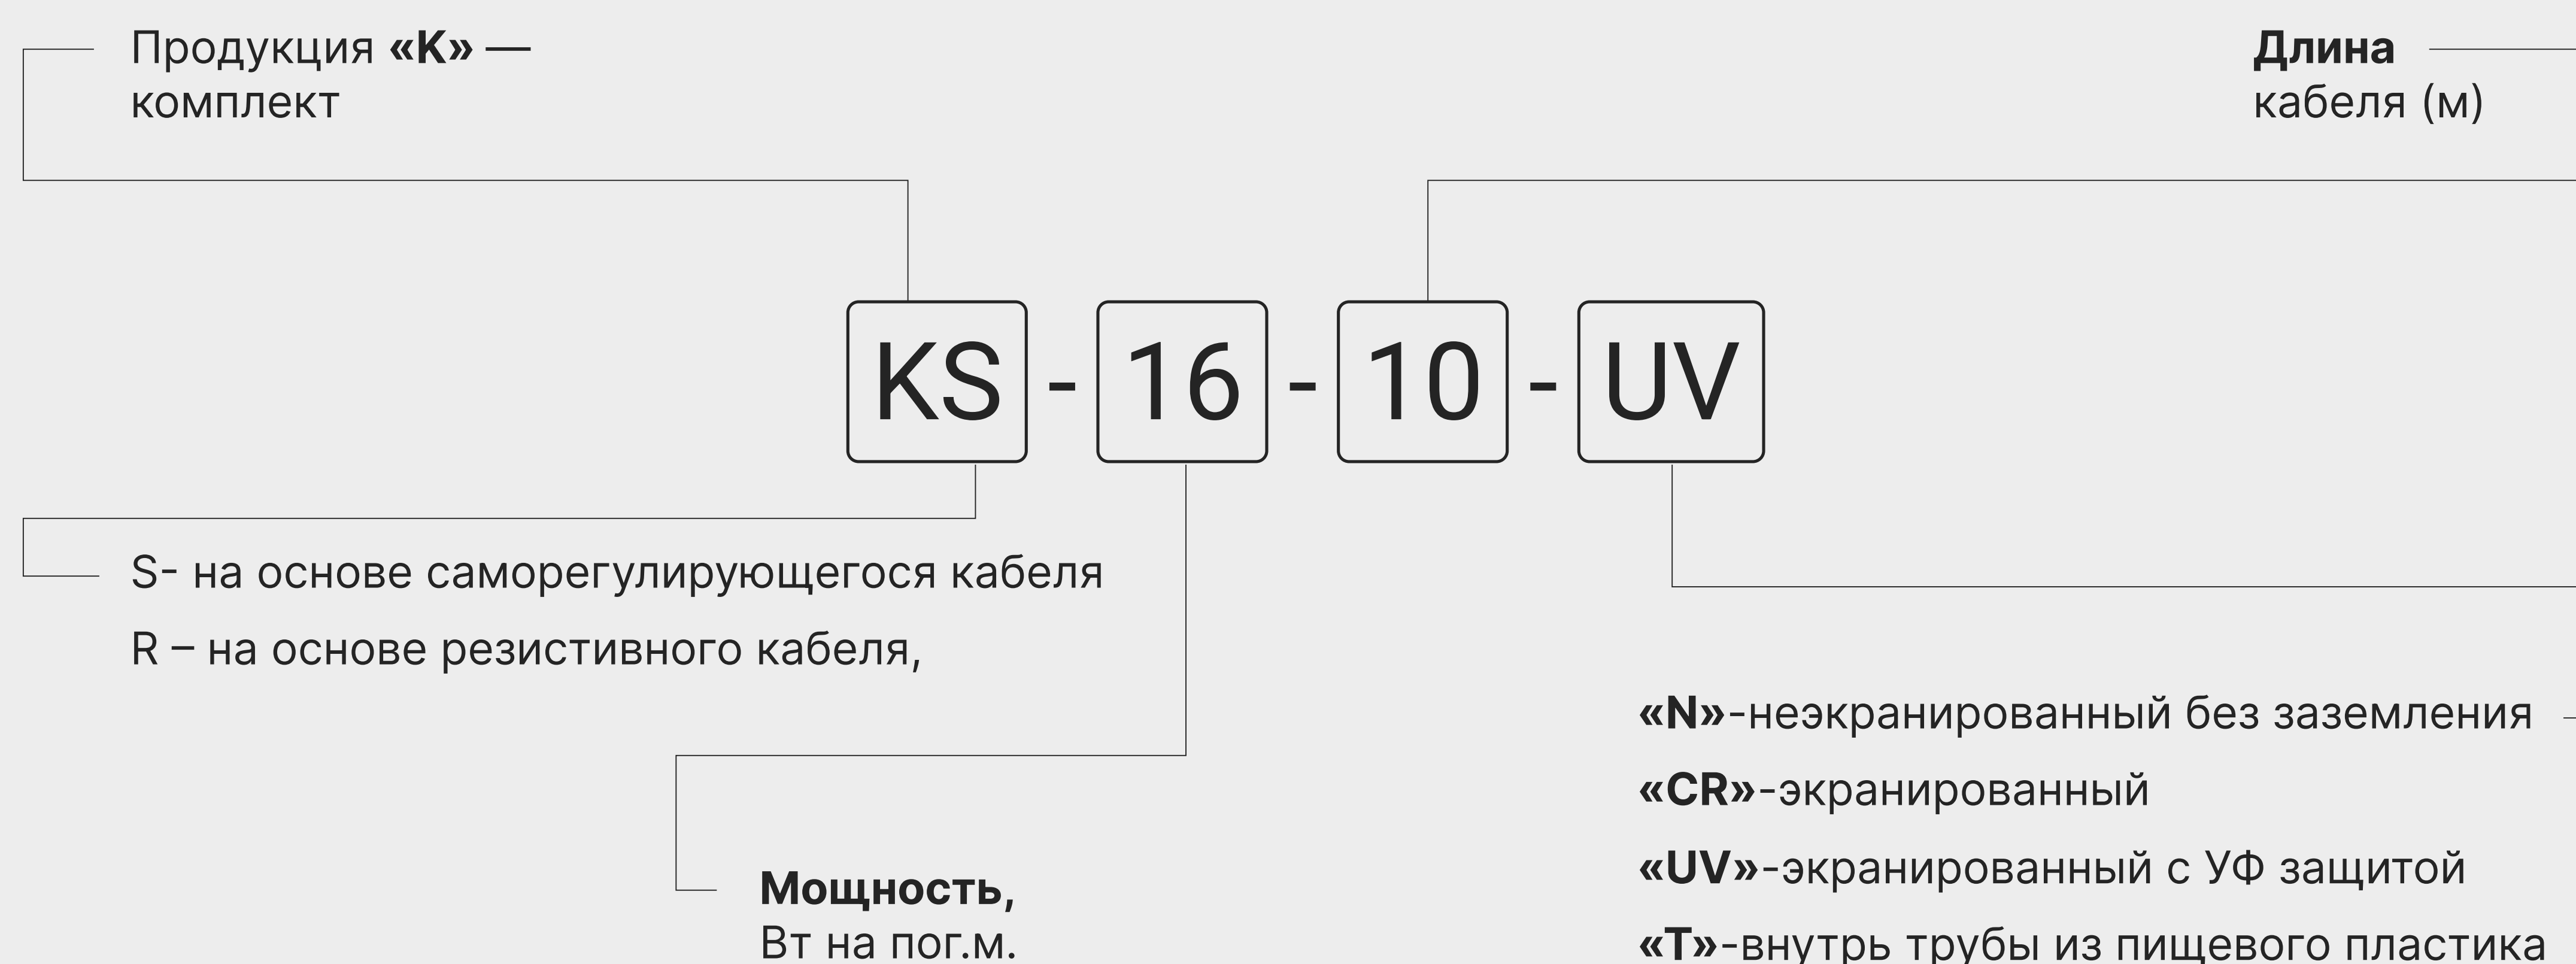 Продукция «K» —
комплект
Длина
кабеля (м)
KS - 16 - 10 - UV
S- на основе саморегулирующегося кабеля
R – на основе резистивного кабеля,
«N»-неэкранированный без заземления
«CR»-экранированный
«UV»-экранированный с УФ защитой
«T»-внутрь трубы из пищевого пластика
Мощность,
Вт на пог.м.